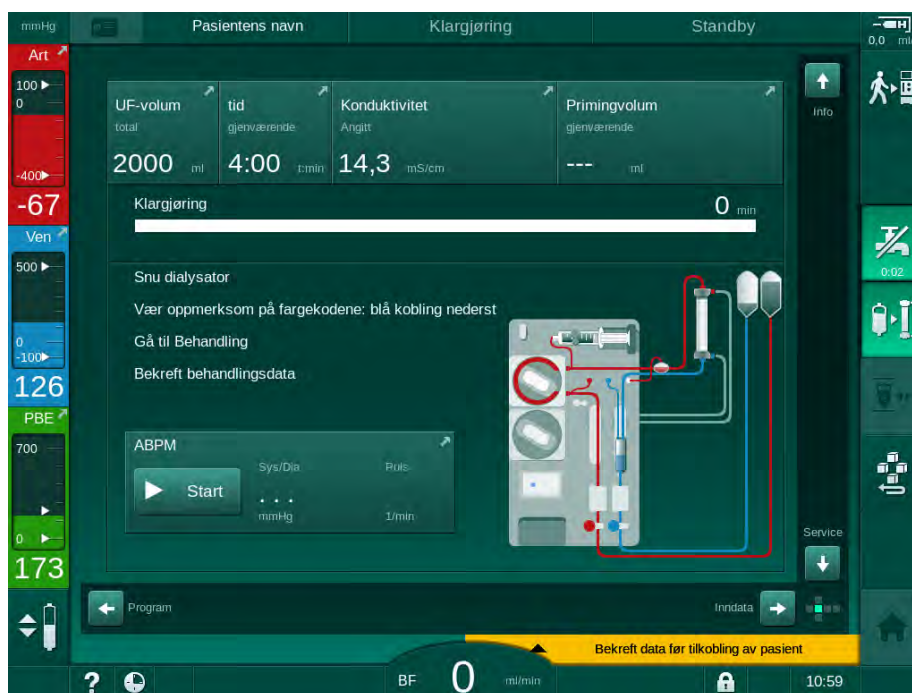 mmHg
Pasientens navn
Klargjøring
Standby
0,0
Art
100
0
-400
-67
UF-volum
total
2000 ml
tid
gjenværende
4:00 t:min
Konduktivitet
Angitt
14,3 mS/cm
Primingvolum
gjenværende
--- ml
Info
Klargjøring
0 min
Ven
500
0
-100
126
0:02
Snu dialysator
Vær oppmerksom på fargekodene: blå kobling nederst
Gå til Behandling
Bekreft behandlingsdata
PBE
700
0
173
ABPM
Start
Sys/Dia
Puls
. . .
mmHg
1/min
Service
Program
Inndata
Bekreft data før tilkobling av pasient
?
BF 0 ml/min
10:59